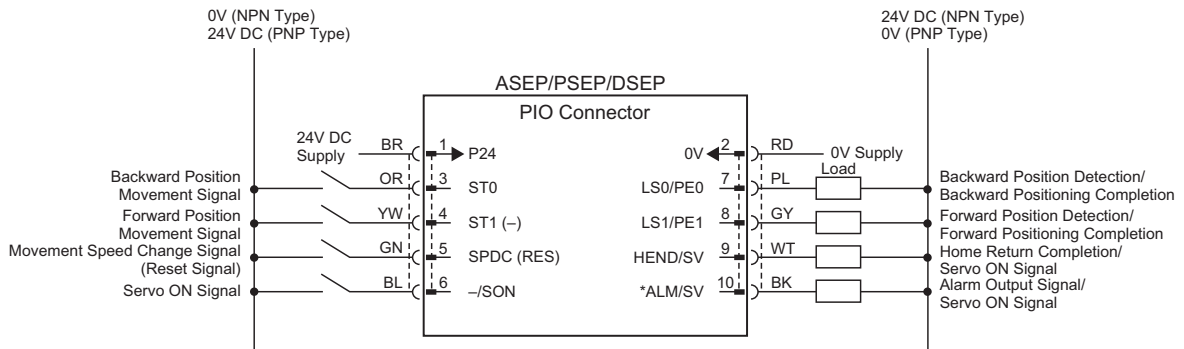 0V (NPN Type)
24V DC (PNP Type)
24V DC (NPN Type)
0V (PNP Type)
ASEP/PSEP/DSEP
PIO Connector
24V DC
Supply
BR
1
P24
0V
2
RD
0V Supply
Load
Backward Position
Movement Signal
OR
3
ST0
LS0/PE0
7
PL
Backward Position Detection/
Backward Positioning Completion
Forward Position
Movement Signal
YW
4
ST1 (–)
LS1/PE1
8
GY
Forward Position Detection/
Forward Positioning Completion
Movement Speed Change Signal
(Reset Signal)
GN
5
SPDC (RES)
HEND/SV
9
WT
Home Return Completion/
Servo ON Signal
Servo ON Signal
BL
6
–/SON
*ALM/SV
10
BK
Alarm Output Signal/
Servo ON Signal